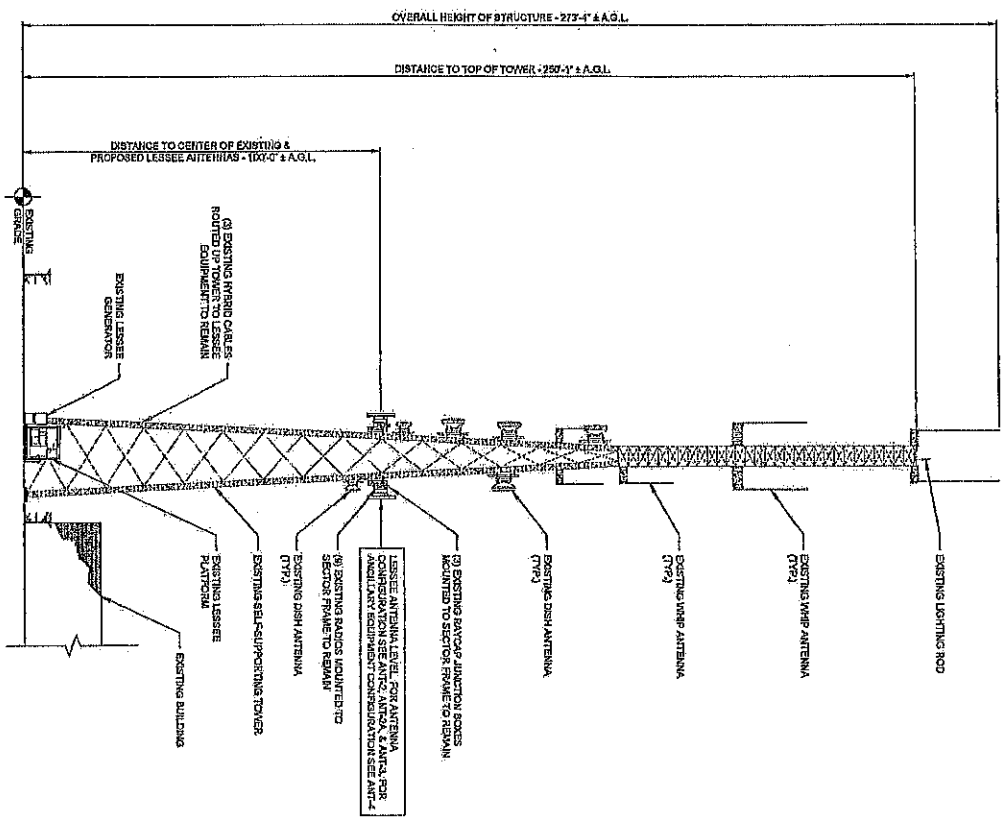 OVERALL HEIGHT OF STRUCTURE - 273'-4" ± A.G.L.
DISTANCE TO TOP OF TOWER - 250'-1" ± A.G.L.
DISTANCE TO CENTER OF EXISTING &
PROPOSED LESSEE ANTENNAS - 100'-0" ± A.G.L.
EXISTING
GRADE
(3) EXISTING HYBRID CABLES
ROUTED UP TOWER TO LESSEE
EQUIPMENT TO REMAIN
EXISTING LESSEE
GENERATOR
EXISTING LIGHTING ROD
EXISTING WHIP ANTENNA
(TYP.)
EXISTING WHIP ANTENNA
(TYP.)
EXISTING DISH ANTENNA
(TYP.)
(3) EXISTING RAYCAP JUNCTION BOXES
MOUNTED TO SECTOR FRAME TO REMAIN
LESSEE ANTENNA LEVEL, FOR ANTENNA
CONFIGURATION SEE ANT-2, ANT-2A, & ANT-3, FOR
ANCILLARY EQUIPMENT CONFIGURATION SEE ANT-4
EXISTING RADIOS MOUNTED TO
SECTOR FRAME TO REMAIN
EXISTING DISH ANTENNA
(TYP.)
EXISTING SELF-SUPPORTING TOWER
EXISTING LESSEE
PLATFORM
EXISTING BUILDING